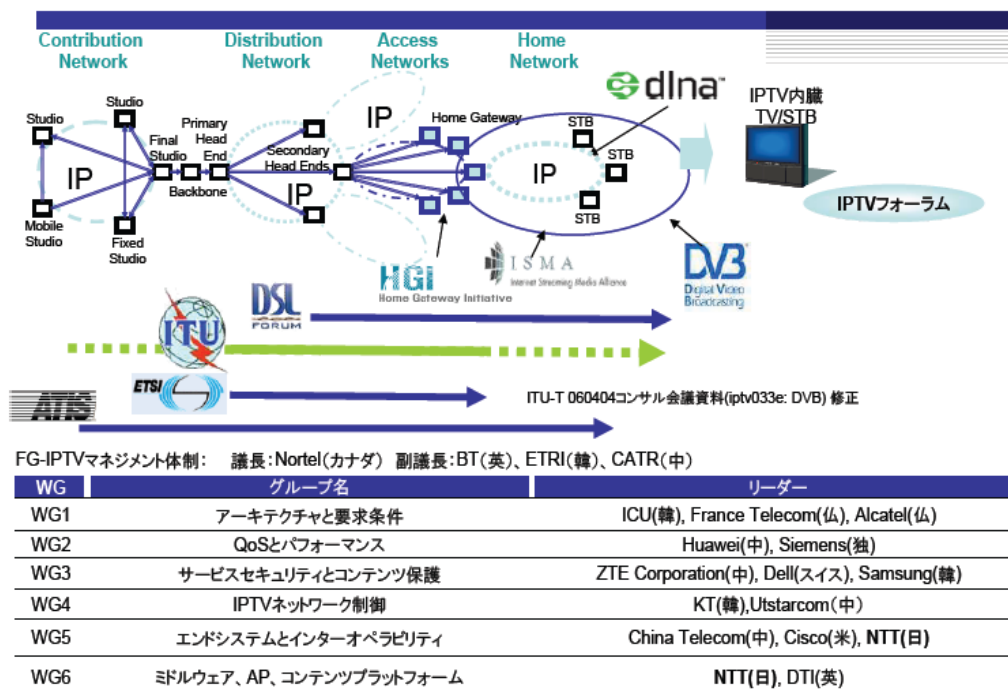 Contribution
Network
Distribution
Network
Access
Networks
Home
Network
dlna™
IPTV内臓
TV/STB
IPTVフォーラム
Studio
Studio
Final
Studio
Primary
Head
End
Backbone
IP
Mobile
Studio
Fixed
Studio
Secondary
Head Ends
IP
IP
Home Gateway
STB
STB
STB
IP
HGI
Home Gateway Initiative
ISMA
Internet Streaming Media Alliance
DVB
Digital Video
Broadcasting
DSL
FORUM
ITU
ETSI
ATIS
ITU-T 060404コンサル会議資料(iptv033e: DVB) 修正
FG-IPTVマネジメント体制： 議長：Nortel(カナダ) 副議長：BT(英)、ETRI(韓)、CATR(中)
WG グループ名 リーダー
WG1 アーキテクチャと要求条件 ICU(韓), France Telecom(仏), Alcatel(仏)
WG2 QoSとパフォーマンス Huawei(中), Siemens(独)
WG3 サービスセキュリティとコンテンツ保護 ZTE Corporation(中), Dell(スイス), Samsung(韓)
WG4 IPTVネットワーク制御 KT(韓),Utstarcom（中）
WG5 エンドシステムとインターオペラビリティ China Telecom(中), Cisco(米), NTT(日)
WG6 ミドルウェア、AP、コンテンツプラットフォーム NTT(日), DTI(英)